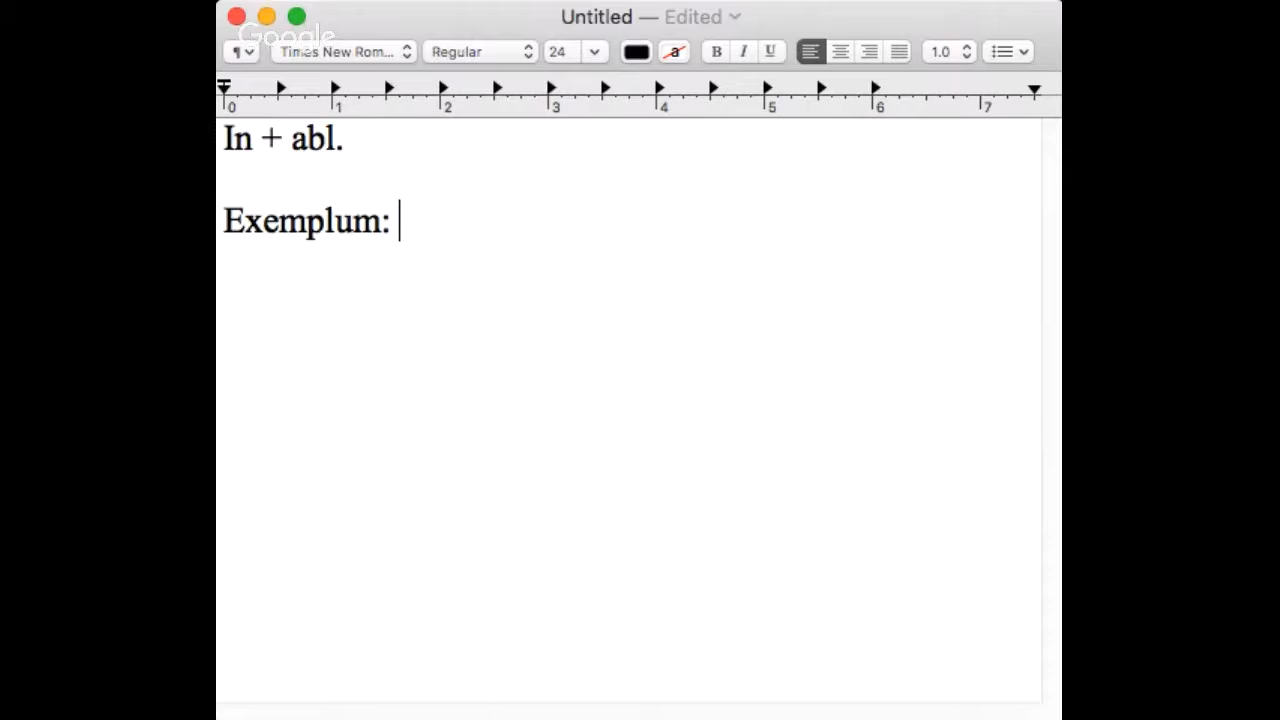 Untitled — Edited
Google
¶ Times New Rom... Regular 24 a B I U 1.0
0 1 2 3 4 5 6 7
In + abl.
Exemplum: